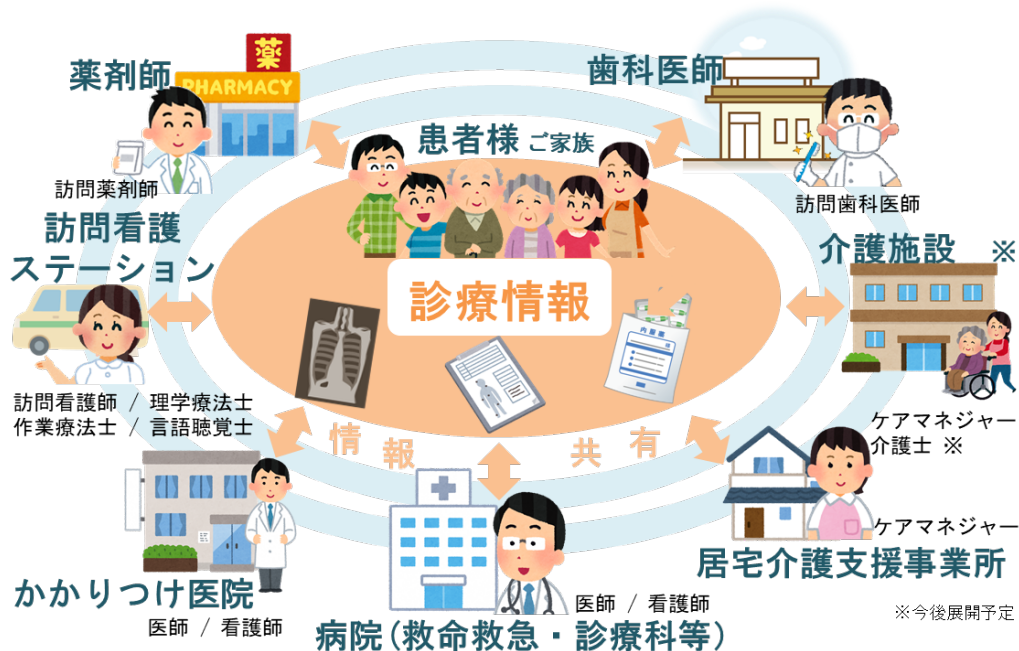 薬剤師
薬
PHARMACY
訪問薬剤師
歯科医師
訪問歯科医師
患者様 ご家族
訪問看護
ステーション
訪問看護師 / 理学療法士
作業療法士 / 言語聴覚士
介護施設 ※
ケアマネジャー
介護士 ※
診療情報
内服薬
情報共有
かかりつけ医院
医師 / 看護師
病院(救命救急・診療科等)
医師 / 看護師
ケアマネジャー
居宅介護支援事業所
※今後展開予定